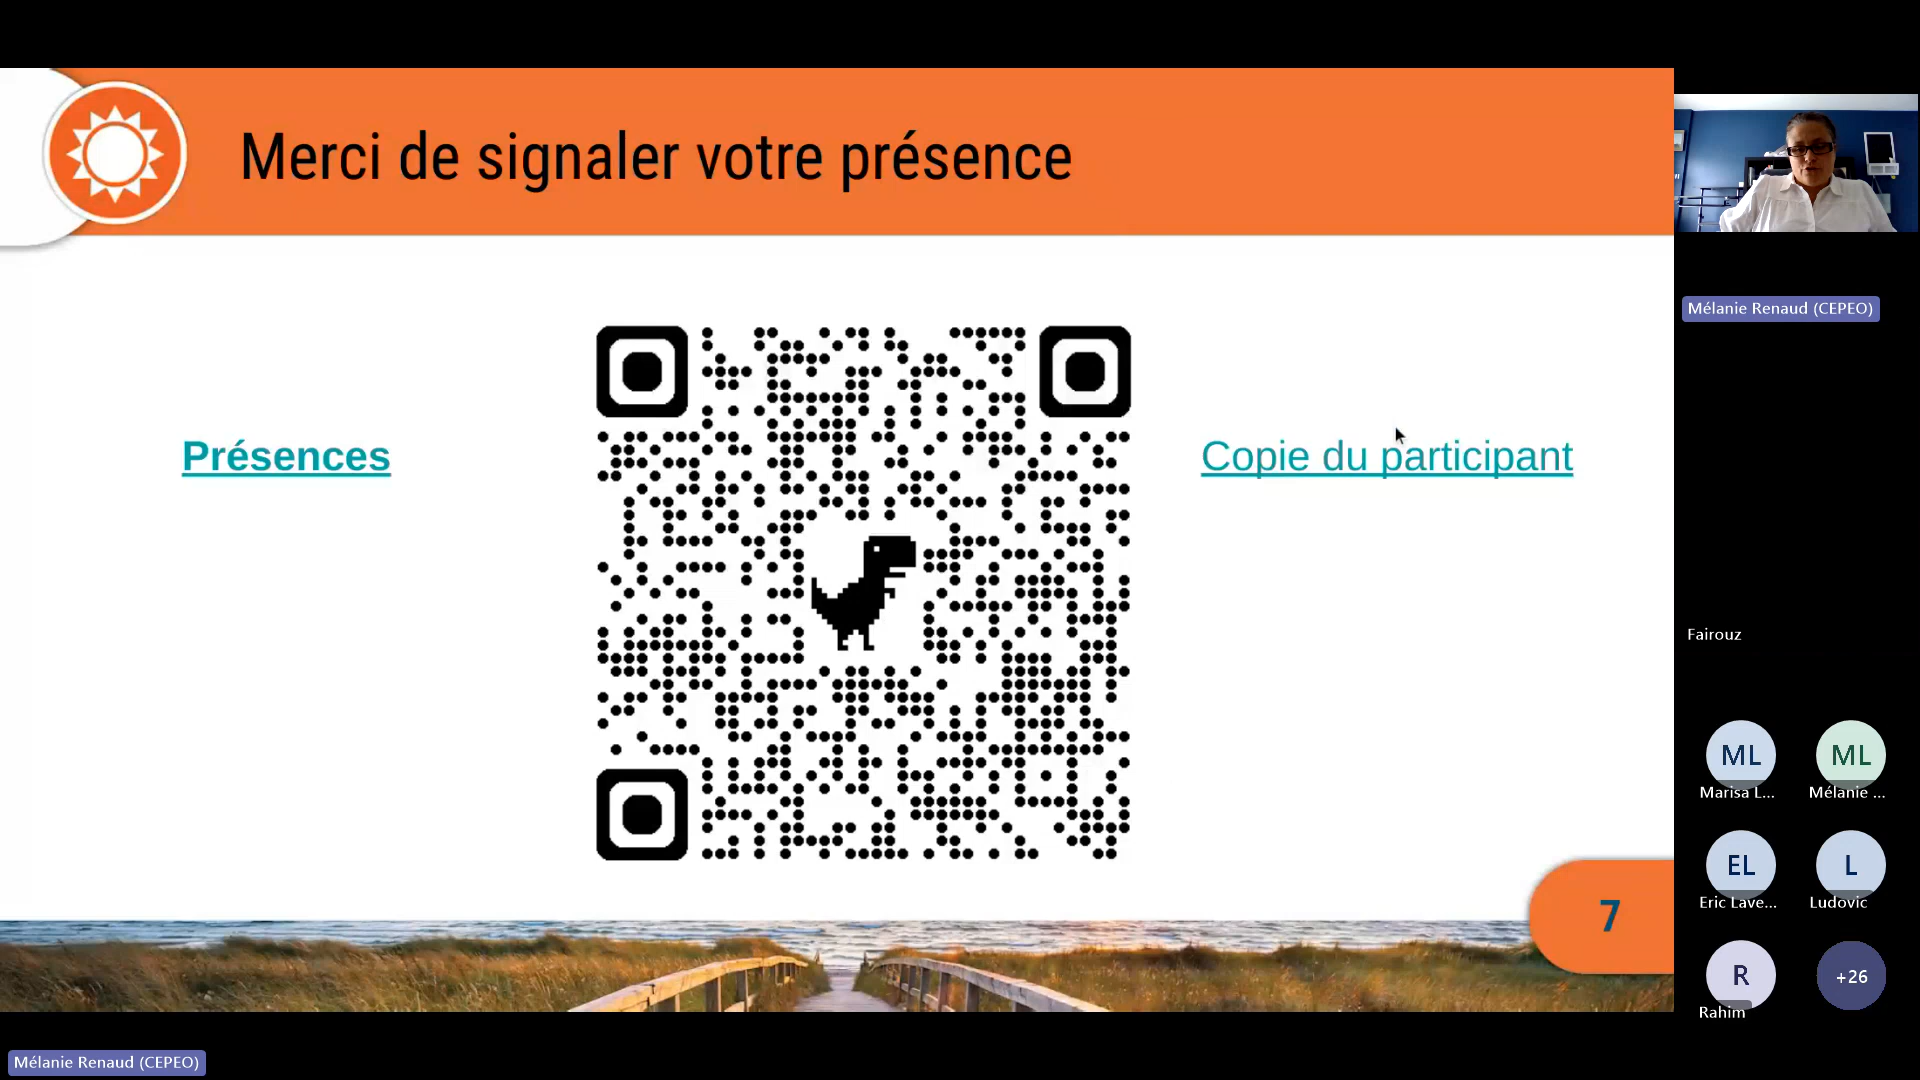 Merci de signaler votre présence
Présences
Copie du participant
7
Mélanie Renaud (CEPEO)
Fairouz
ML
ML
Marisa L...
Mélanie ...
EL
L
Eric Lave...
Ludovic
R
+26
Rahim
Mélanie Renaud (CEPEO)